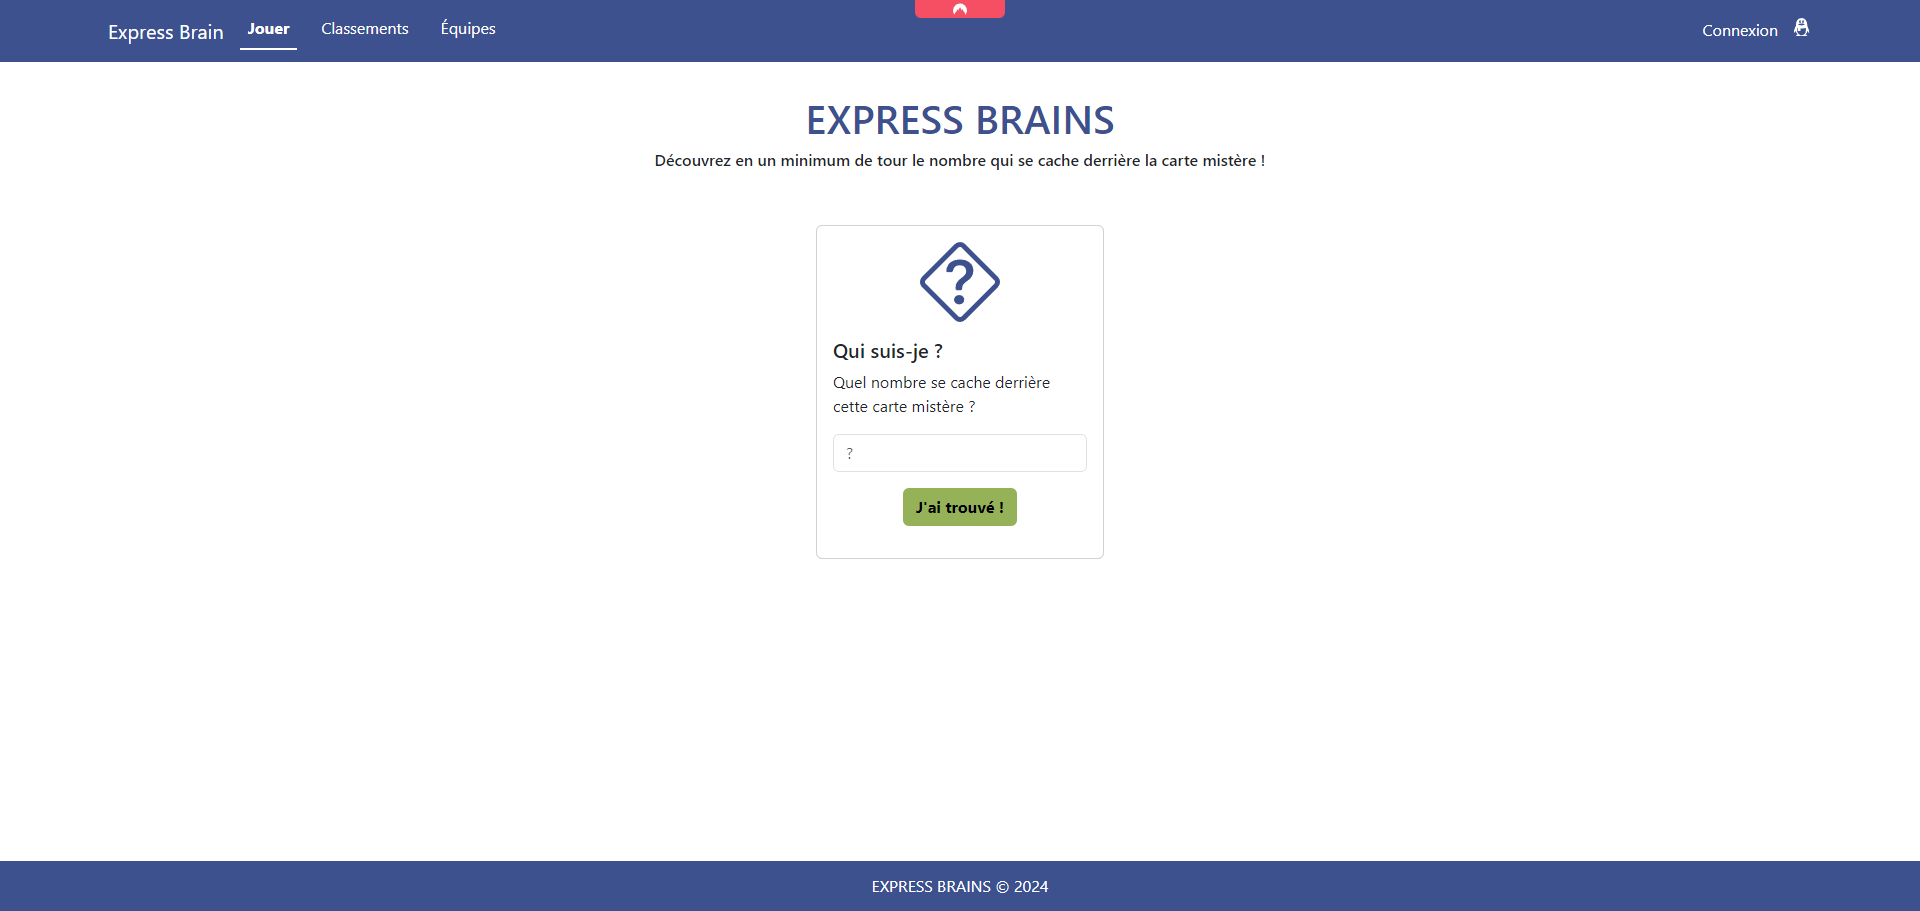 Express Brain
Jouer
Classements
Équipes
Connexion
EXPRESS BRAINS
Découvrez en un minimum de tour le nombre qui se cache derrière la carte mistère !
?
Qui suis-je ?
Quel nombre se cache derrière
cette carte mistère ?
?
J'ai trouvé !
EXPRESS BRAINS © 2024